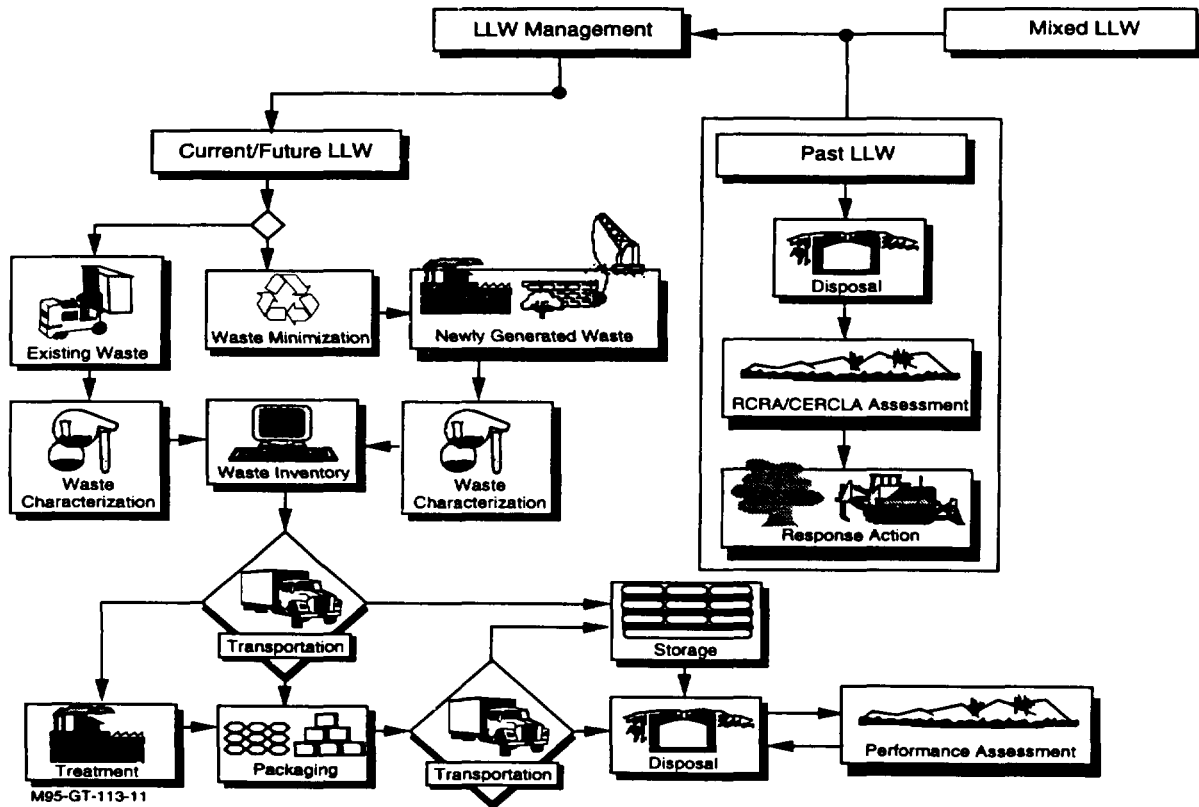 LLW Management
Mixed LLW
Current/Future LLW
Past LLW
Existing Waste
Waste Minimization
Newly Generated Waste
Disposal
RCRA/CERCLA Assessment
Waste
Characterization
Waste Inventory
Waste
Characterization
Response Action
Transportation
Storage
Treatment
Packaging
Transportation
Disposal
Performance Assessment
M95-GT-113-11